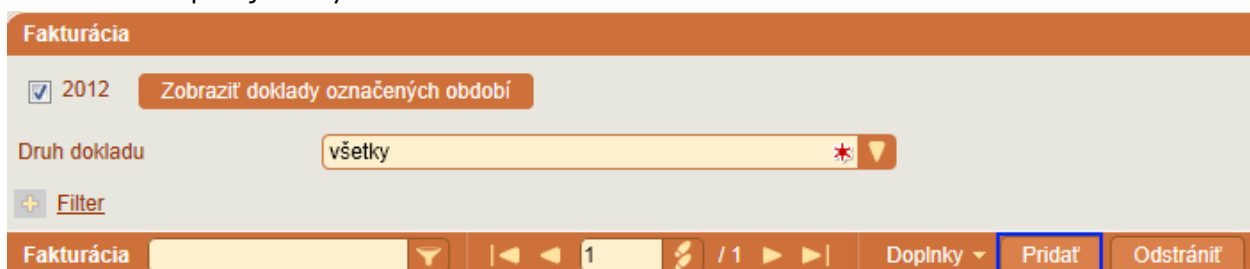 Fakturácia
2012 Zobraziť doklady označených období
Druh dokladu všetky
Filter
Fakturácia 1 / 1 Doplnky Pridať Odstrániť